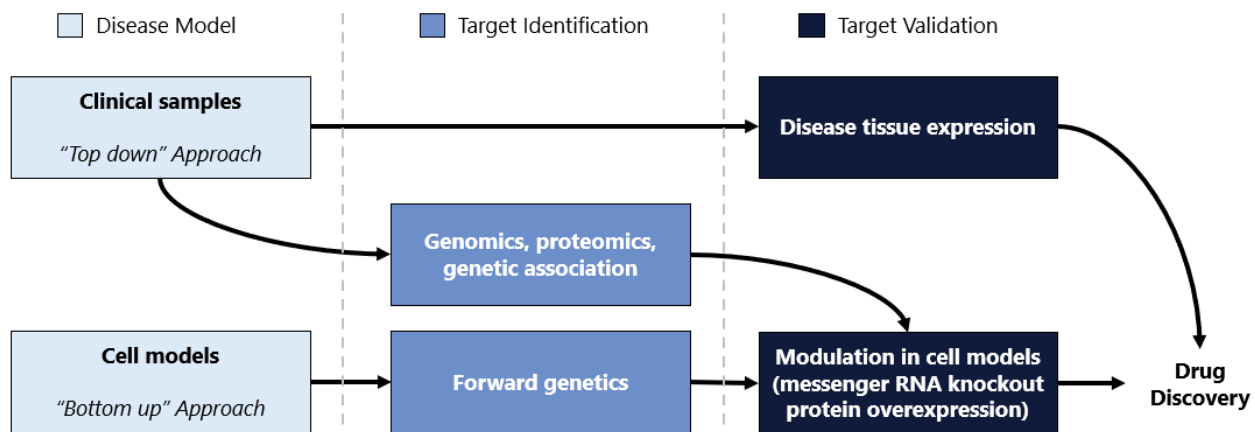 Disease Model
Target Identification
Target Validation
Clinical samples
“Top down” Approach
Disease tissue expression
Genomics, proteomics,
genetic association
Cell models
“Bottom up” Approach
Forward genetics
Modulation in cell models
(messenger RNA knockout
protein overexpression)
Drug
Discovery